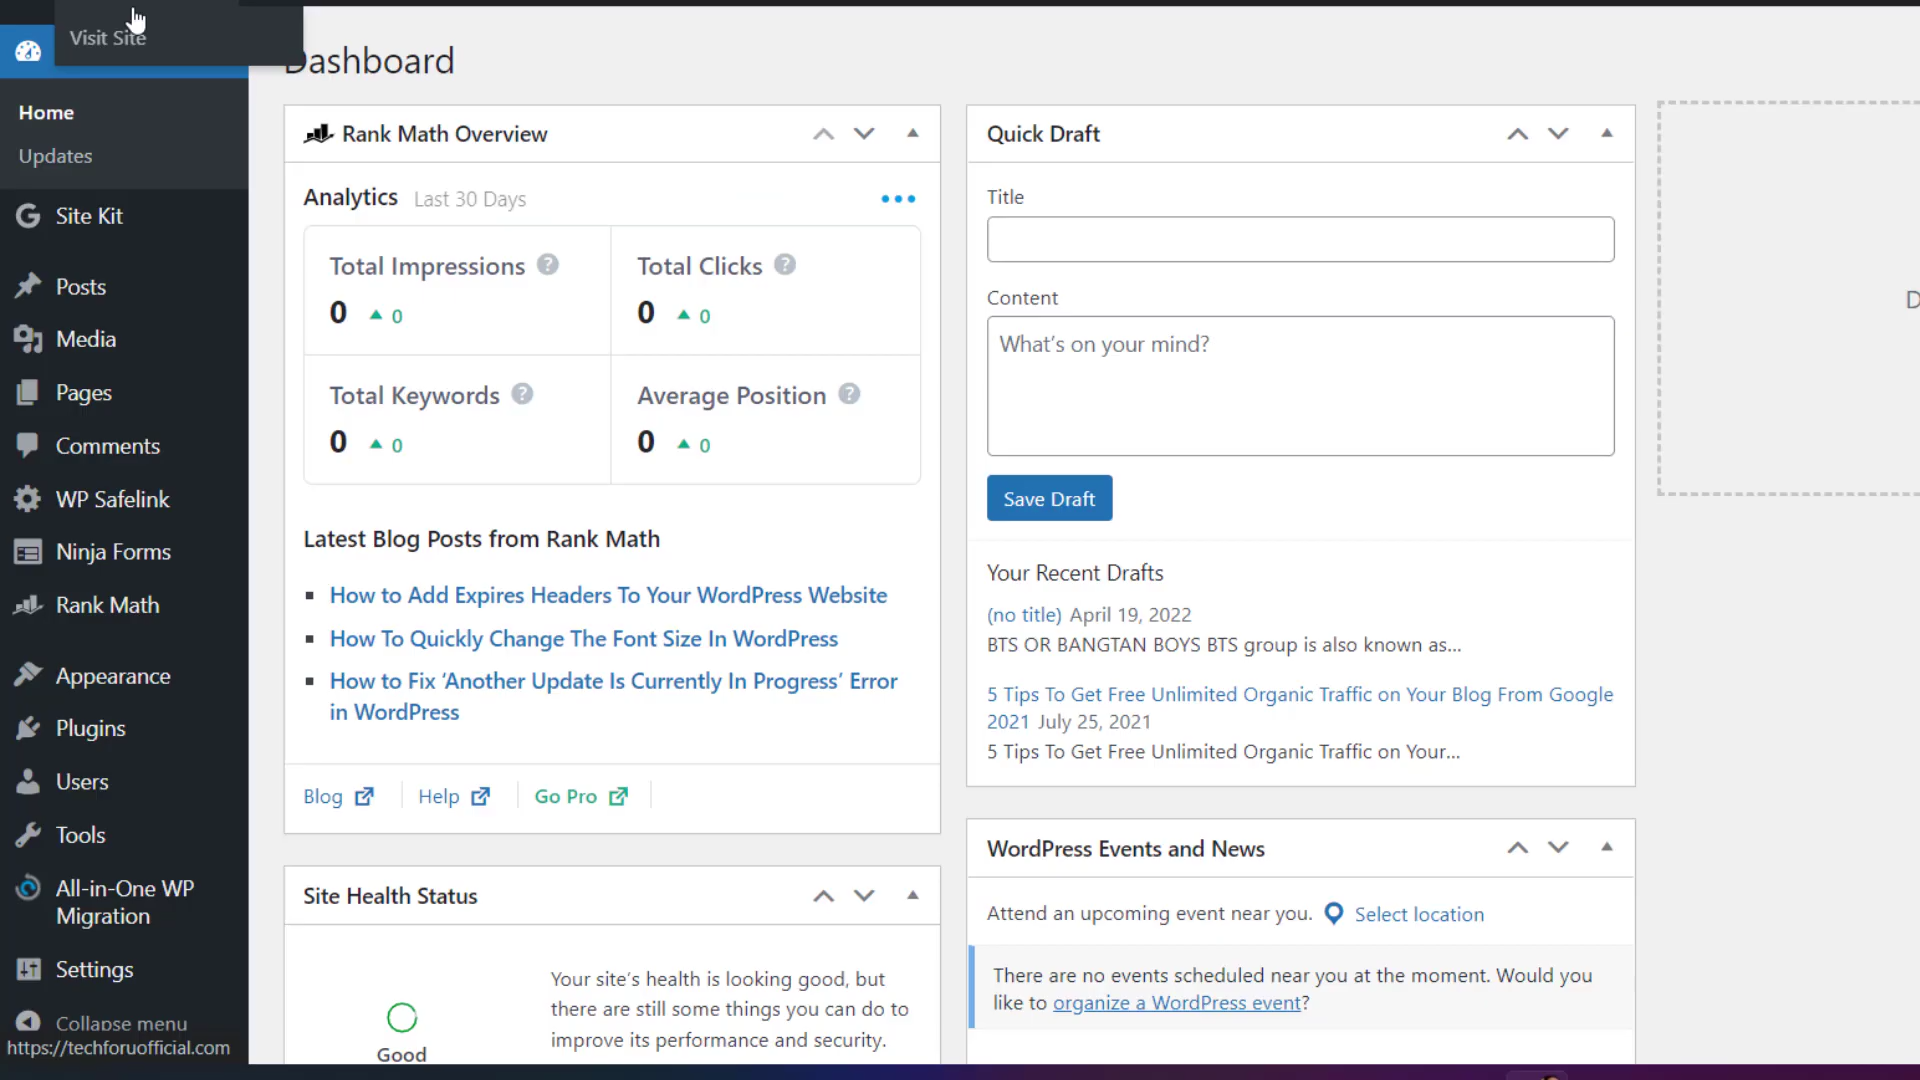 Visit Site
Dashboard
Home
Updates
Site Kit
Posts
Media
Pages
Comments
WP Safelink
Ninja Forms
Rank Math
Appearance
Plugins
Users
Tools
All-in-One WP
Migration
Settings
Collapse menu
https://techforuofficial.com
Rank Math Overview
Analytics Last 30 Days
Total Impressions
0 0
Total Clicks
0 0
Total Keywords
0 0
Average Position
0 0
Latest Blog Posts from Rank Math
How to Add Expires Headers To Your WordPress Website
How To Quickly Change The Font Size In WordPress
How to Fix ‘Another Update Is Currently In Progress’ Error
in WordPress
Blog Help Go Pro
Site Health Status
Good
Your site’s health is looking good, but
there are still some things you can do to
improve its performance and security.
Quick Draft
Title
Content
What’s on your mind?
Save Draft
Your Recent Drafts
(no title) April 19, 2022
BTS OR BANGTAN BOYS BTS group is also known as…
5 Tips To Get Free Unlimited Organic Traffic on Your Blog From Google
2021 July 25, 2021
5 Tips To Get Free Unlimited Organic Traffic on Your…
WordPress Events and News
Attend an upcoming event near you. Select location
There are no events scheduled near you at the moment. Would you
like to organize a WordPress event?